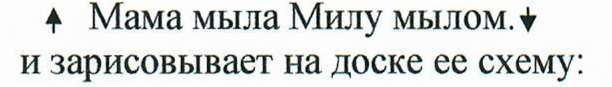 ↑ Мама мыла Милу мылом.↓
и зарисовывает на доске ее схему: